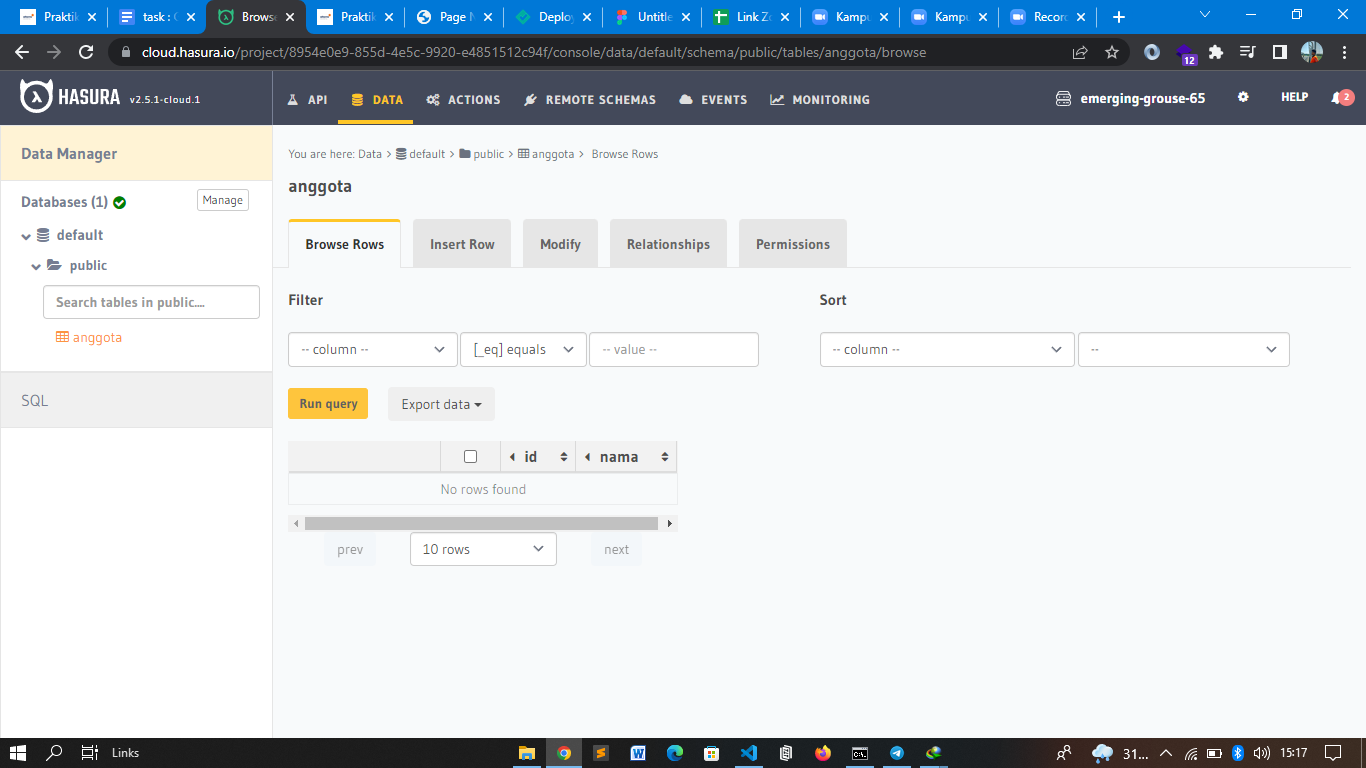 Praktik
task : G
Browse
Praktik
Page N
Deploy
Untitle
Link Zo
Kampu
Kampu
Record
cloud.hasura.io/project/8954e0e9-855d-4e5c-9920-e4851512c94f/console/data/default/schema/public/tables/anggota/browse
12
HASURA v2.5.1-cloud.1
API
DATA
ACTIONS
REMOTE SCHEMAS
EVENTS
MONITORING
emerging-grouse-65
HELP
2
Data Manager
Databases (1)
Manage
default
public
Search tables in public....
anggota
SQL
You are here: Data > default > public > anggota > Browse Rows
anggota
Browse Rows
Insert Row
Modify
Relationships
Permissions
Filter
Sort
-- column --
[_eq] equals
-- value --
-- column --
--
Run query
Export data
id
nama
No rows found
prev
10 rows
next
Links
31...
15:17